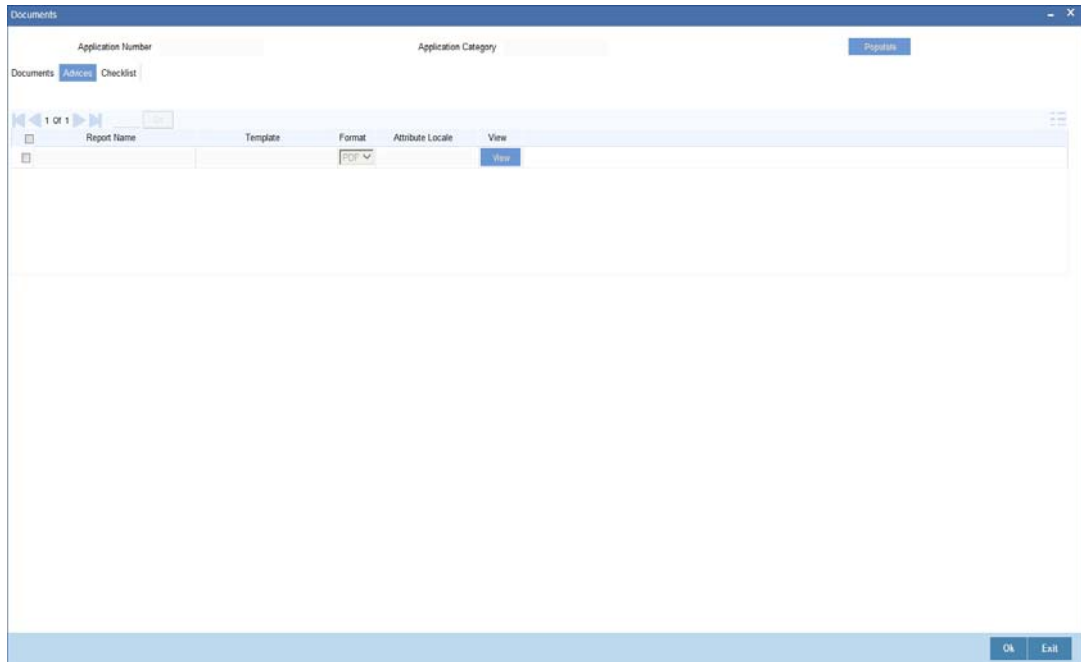 Documents
Application Number Application Category Populate
Documents Advices Checklist
1 Of 1 Go
Report Name Template Format Attribute Locale View
PDF View
Ok Exit